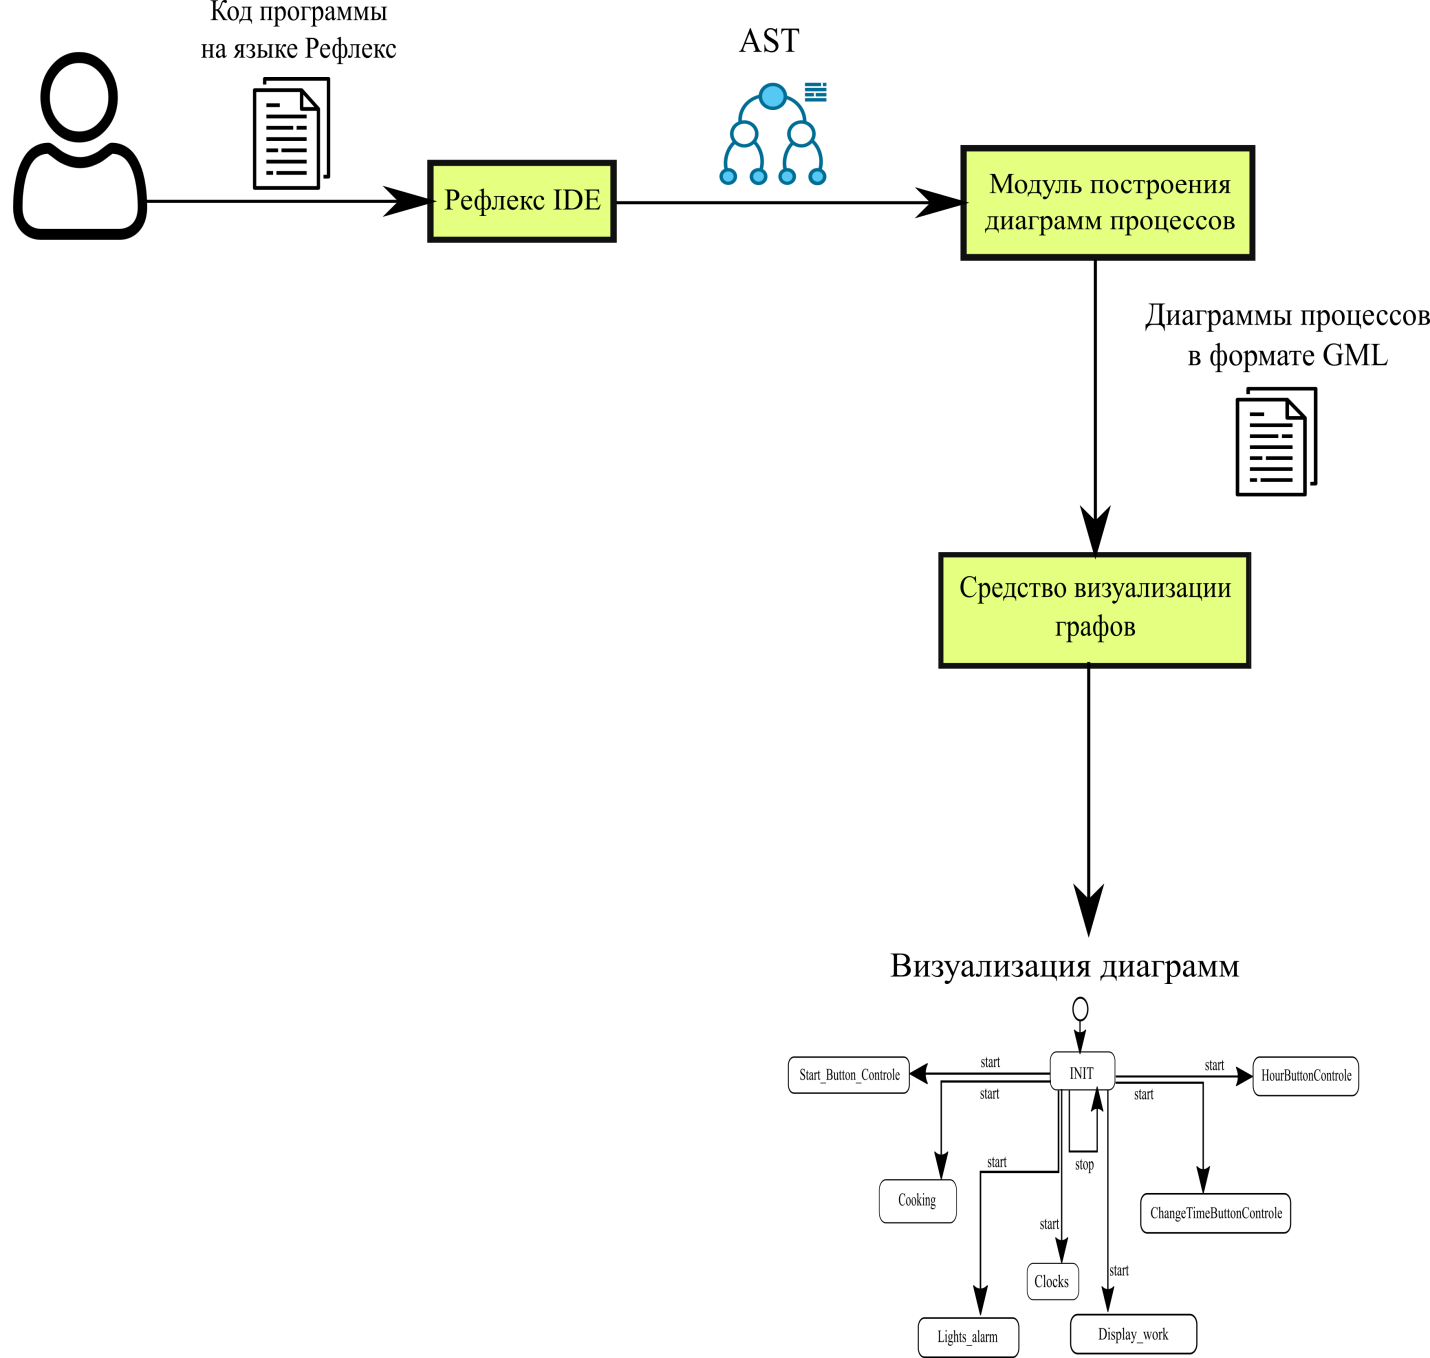 Код программы
на языке Рефлекс
AST
Рефлекс IDE
Модуль построения
диаграмм процессов
Диаграммы процессов
в формате GML
Средство визуализации
графов
Визуализация диаграмм
start
start
Start_Button_Controle
INIT
HourButtonControle
start
start
start
stop
Cooking
ChangeTimeButtonControle
start
start
Clocks
Lights_alarm
Display_work